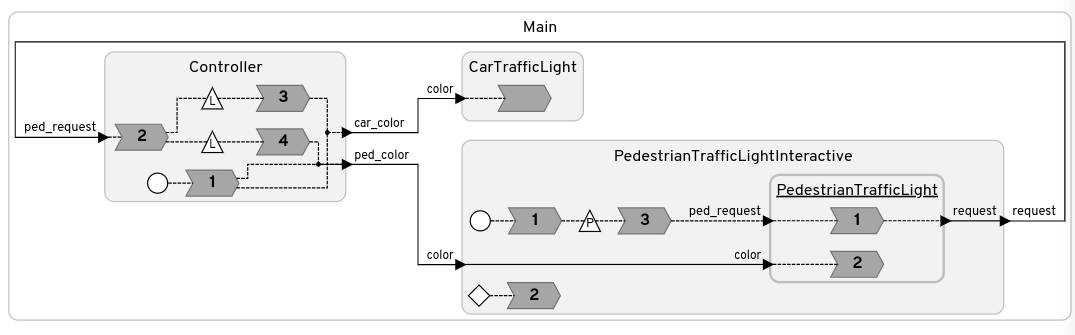 Main
Controller
CarTrafficLight
3
color
L
ped_request
2
car_color
4
L
ped_color
PedestrianTrafficLightInteractive
1
PedestrianTrafficLight
1
P
3
ped_request
1
request
request
color
color
2
2